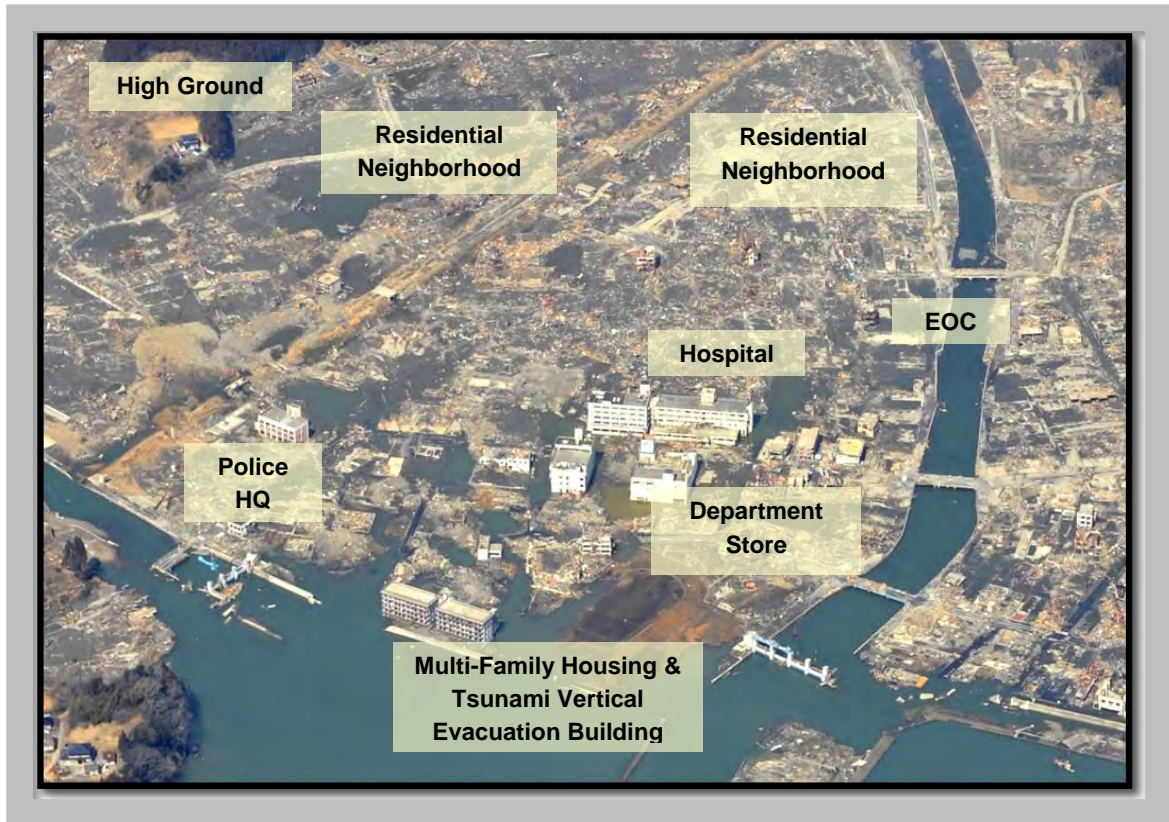 High Ground
Residential
Neighborhood
Residential
Neighborhood
EOC
Hospital
Police
HQ
Department
Store
Multi-Family Housing &
Tsunami Vertical
Evacuation Building